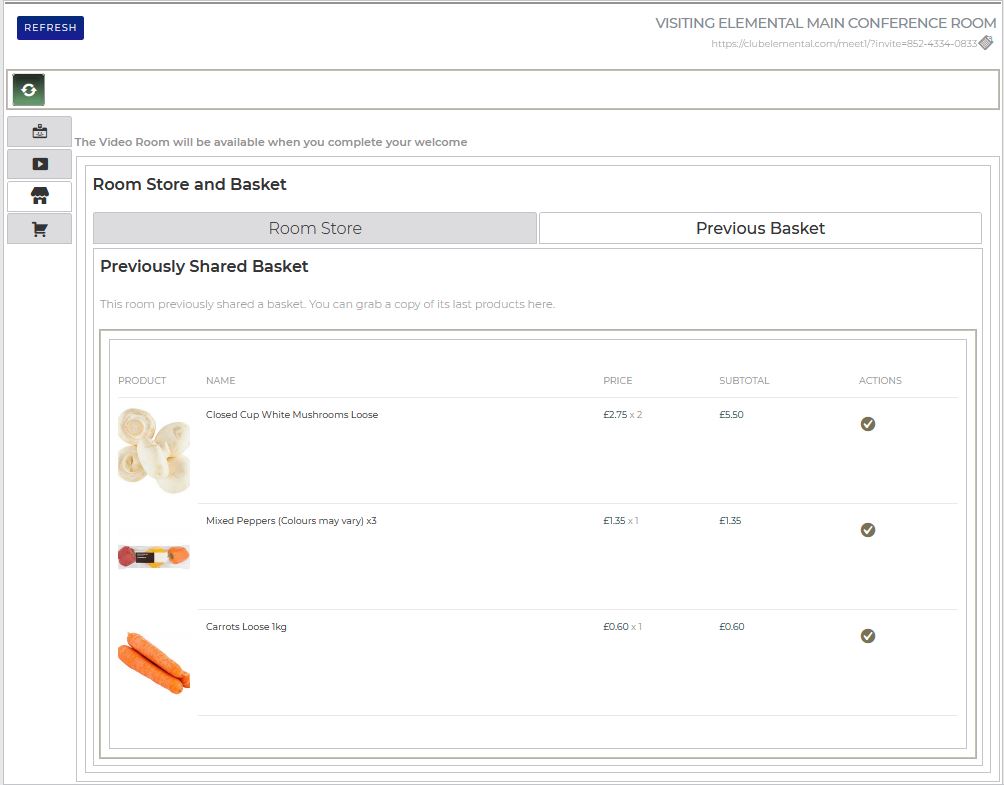 REFRESH
VISITING ELEMENTAL MAIN CONFERENCE ROOM
https://clubelemental.com/meet1/?invite=852-4334-0833
The Video Room will be available when you complete your welcome
Room Store and Basket
Room Store
Previous Basket
Previously Shared Basket
This room previously shared a basket. You can grab a copy of its last products here.
PRODUCT NAME PRICE SUBTOTAL ACTIONS
Closed Cup White Mushrooms Loose £2.75 x 2 £5.50
Mixed Peppers (Colours may vary) x3 £1.35 x 1 £1.35
Carrots Loose 1kg £0.60 x 1 £0.60